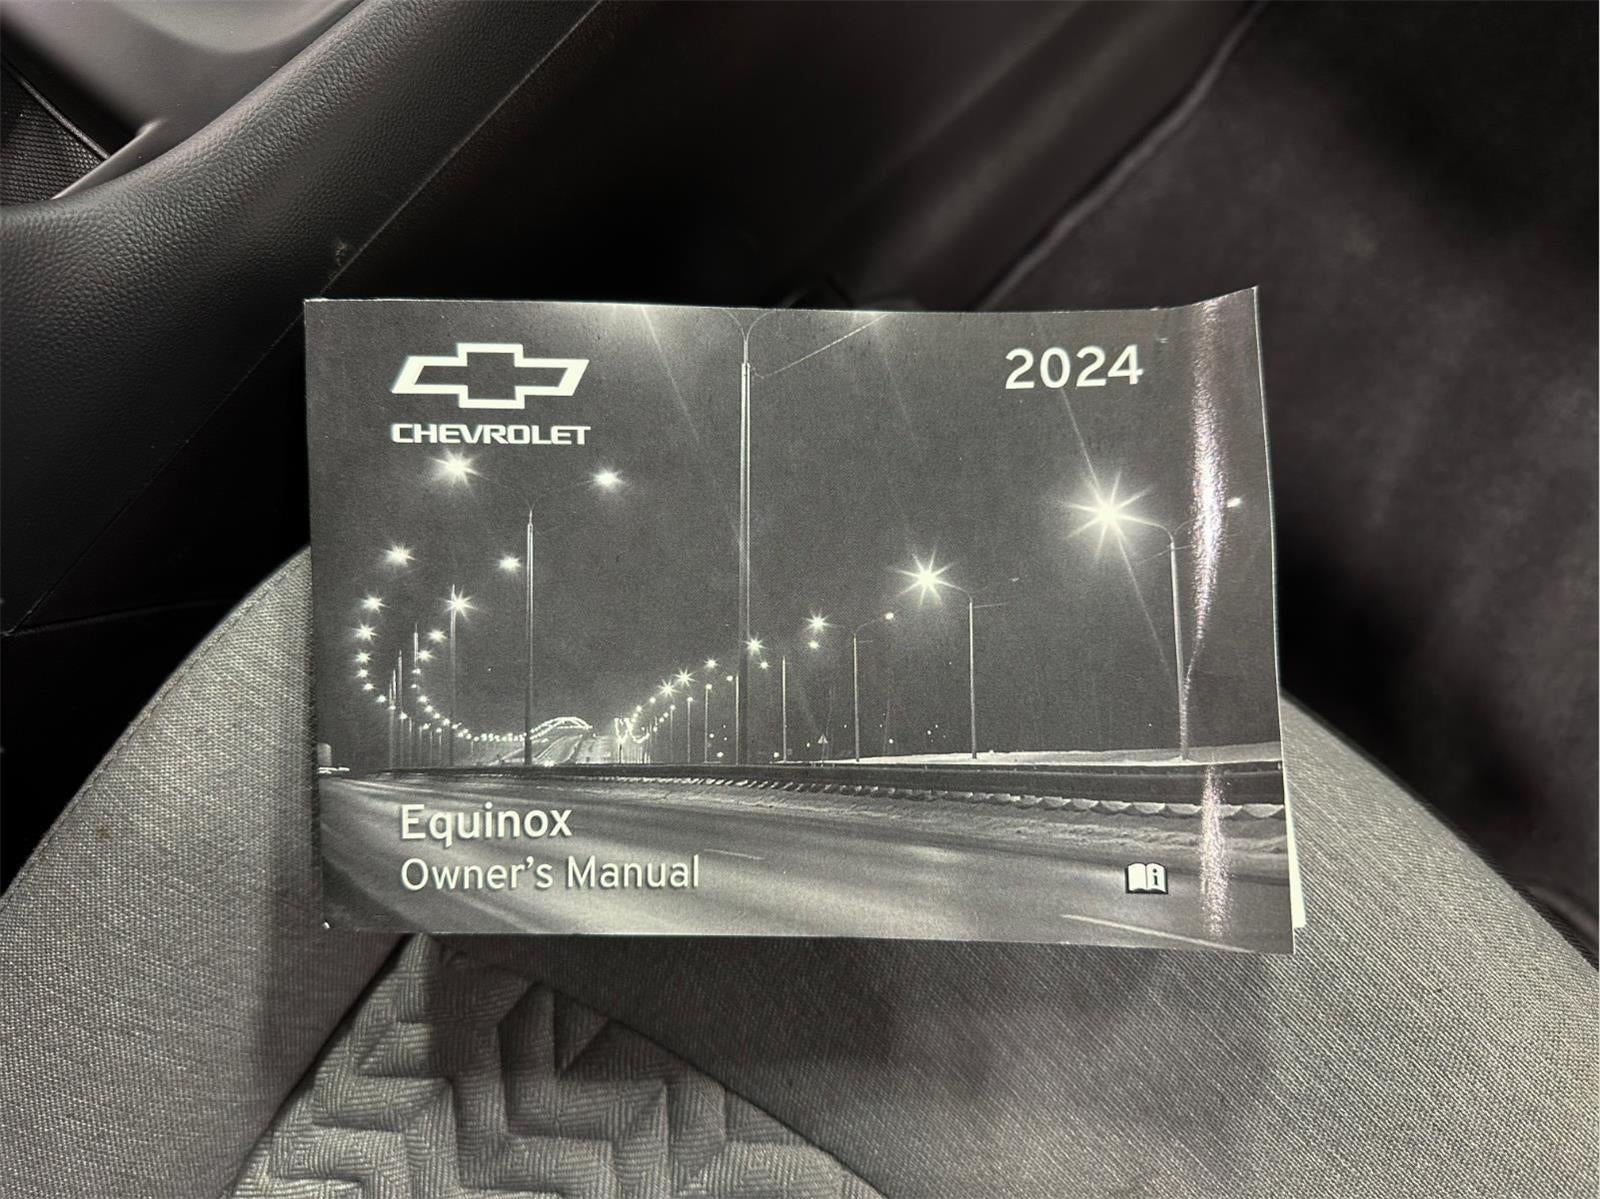 CHEVROLET
2024
Equinox
Owner's Manual